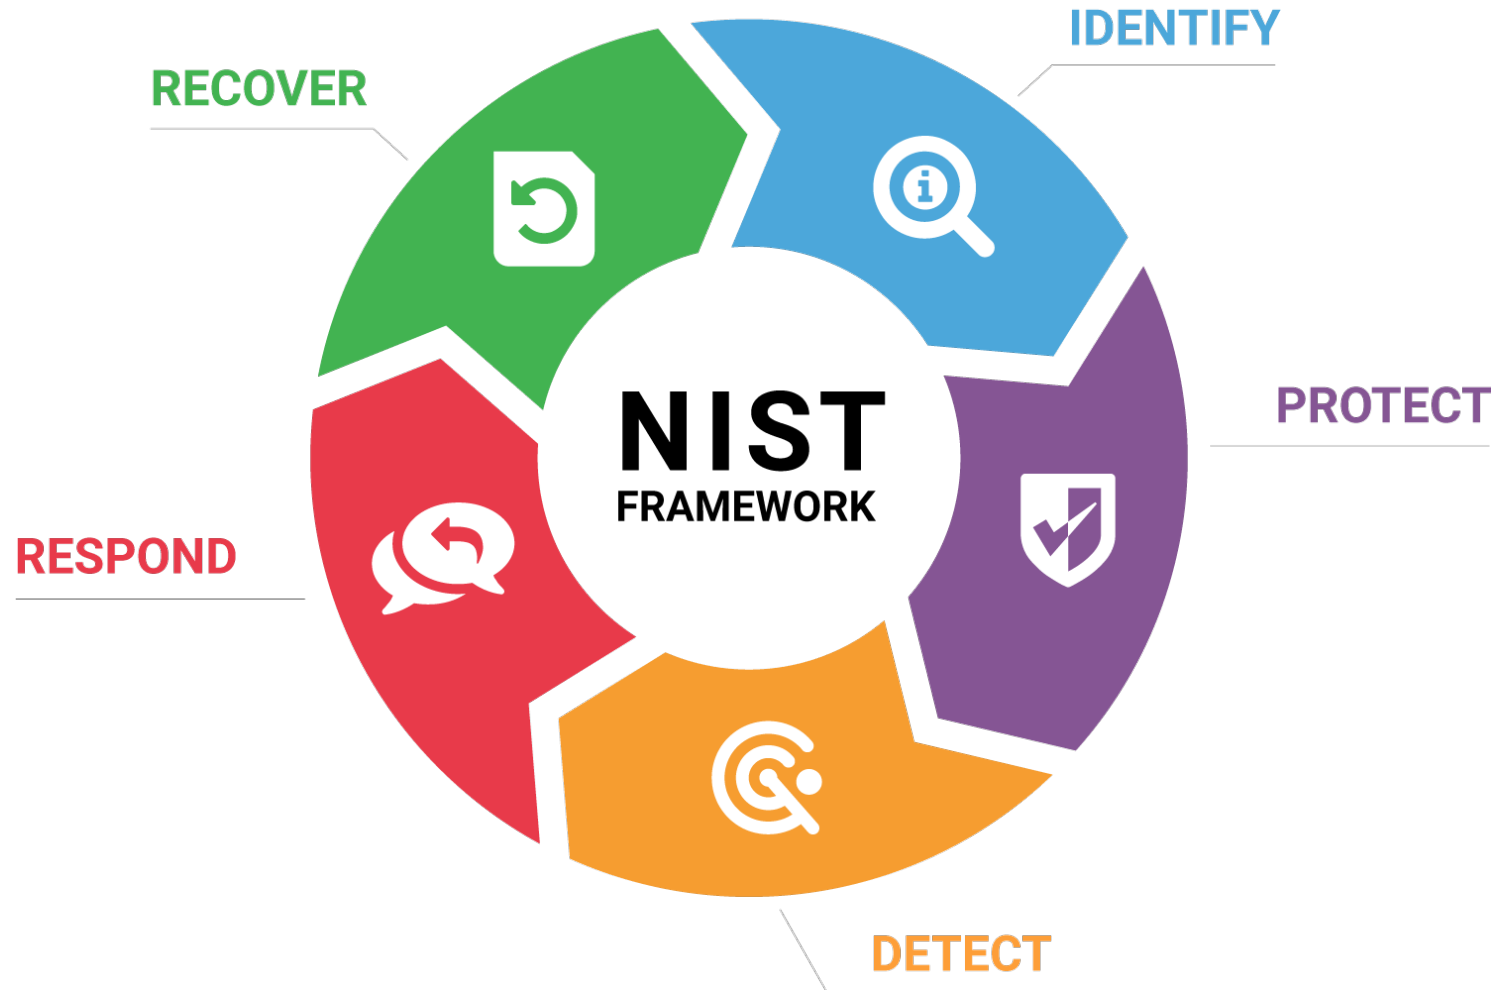 IDENTIFY
RECOVER
PROTECT
NIST
FRAMEWORK
RESPOND
DETECT